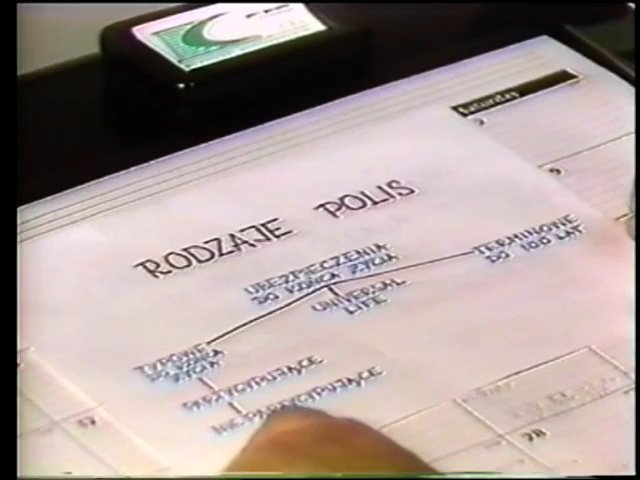 Saturday
RODZAJE POLIS
UBEZPIECZENIA
DO KOŃCA ŻYCIA
TERMINOWE
DO 100 LAT
UNIVERSAL
LIFE
TYPOWE
DO KOŃCA
ŻYCIA
PARTYCYPUJĄCE
NIE PARTYCYPUJĄCE